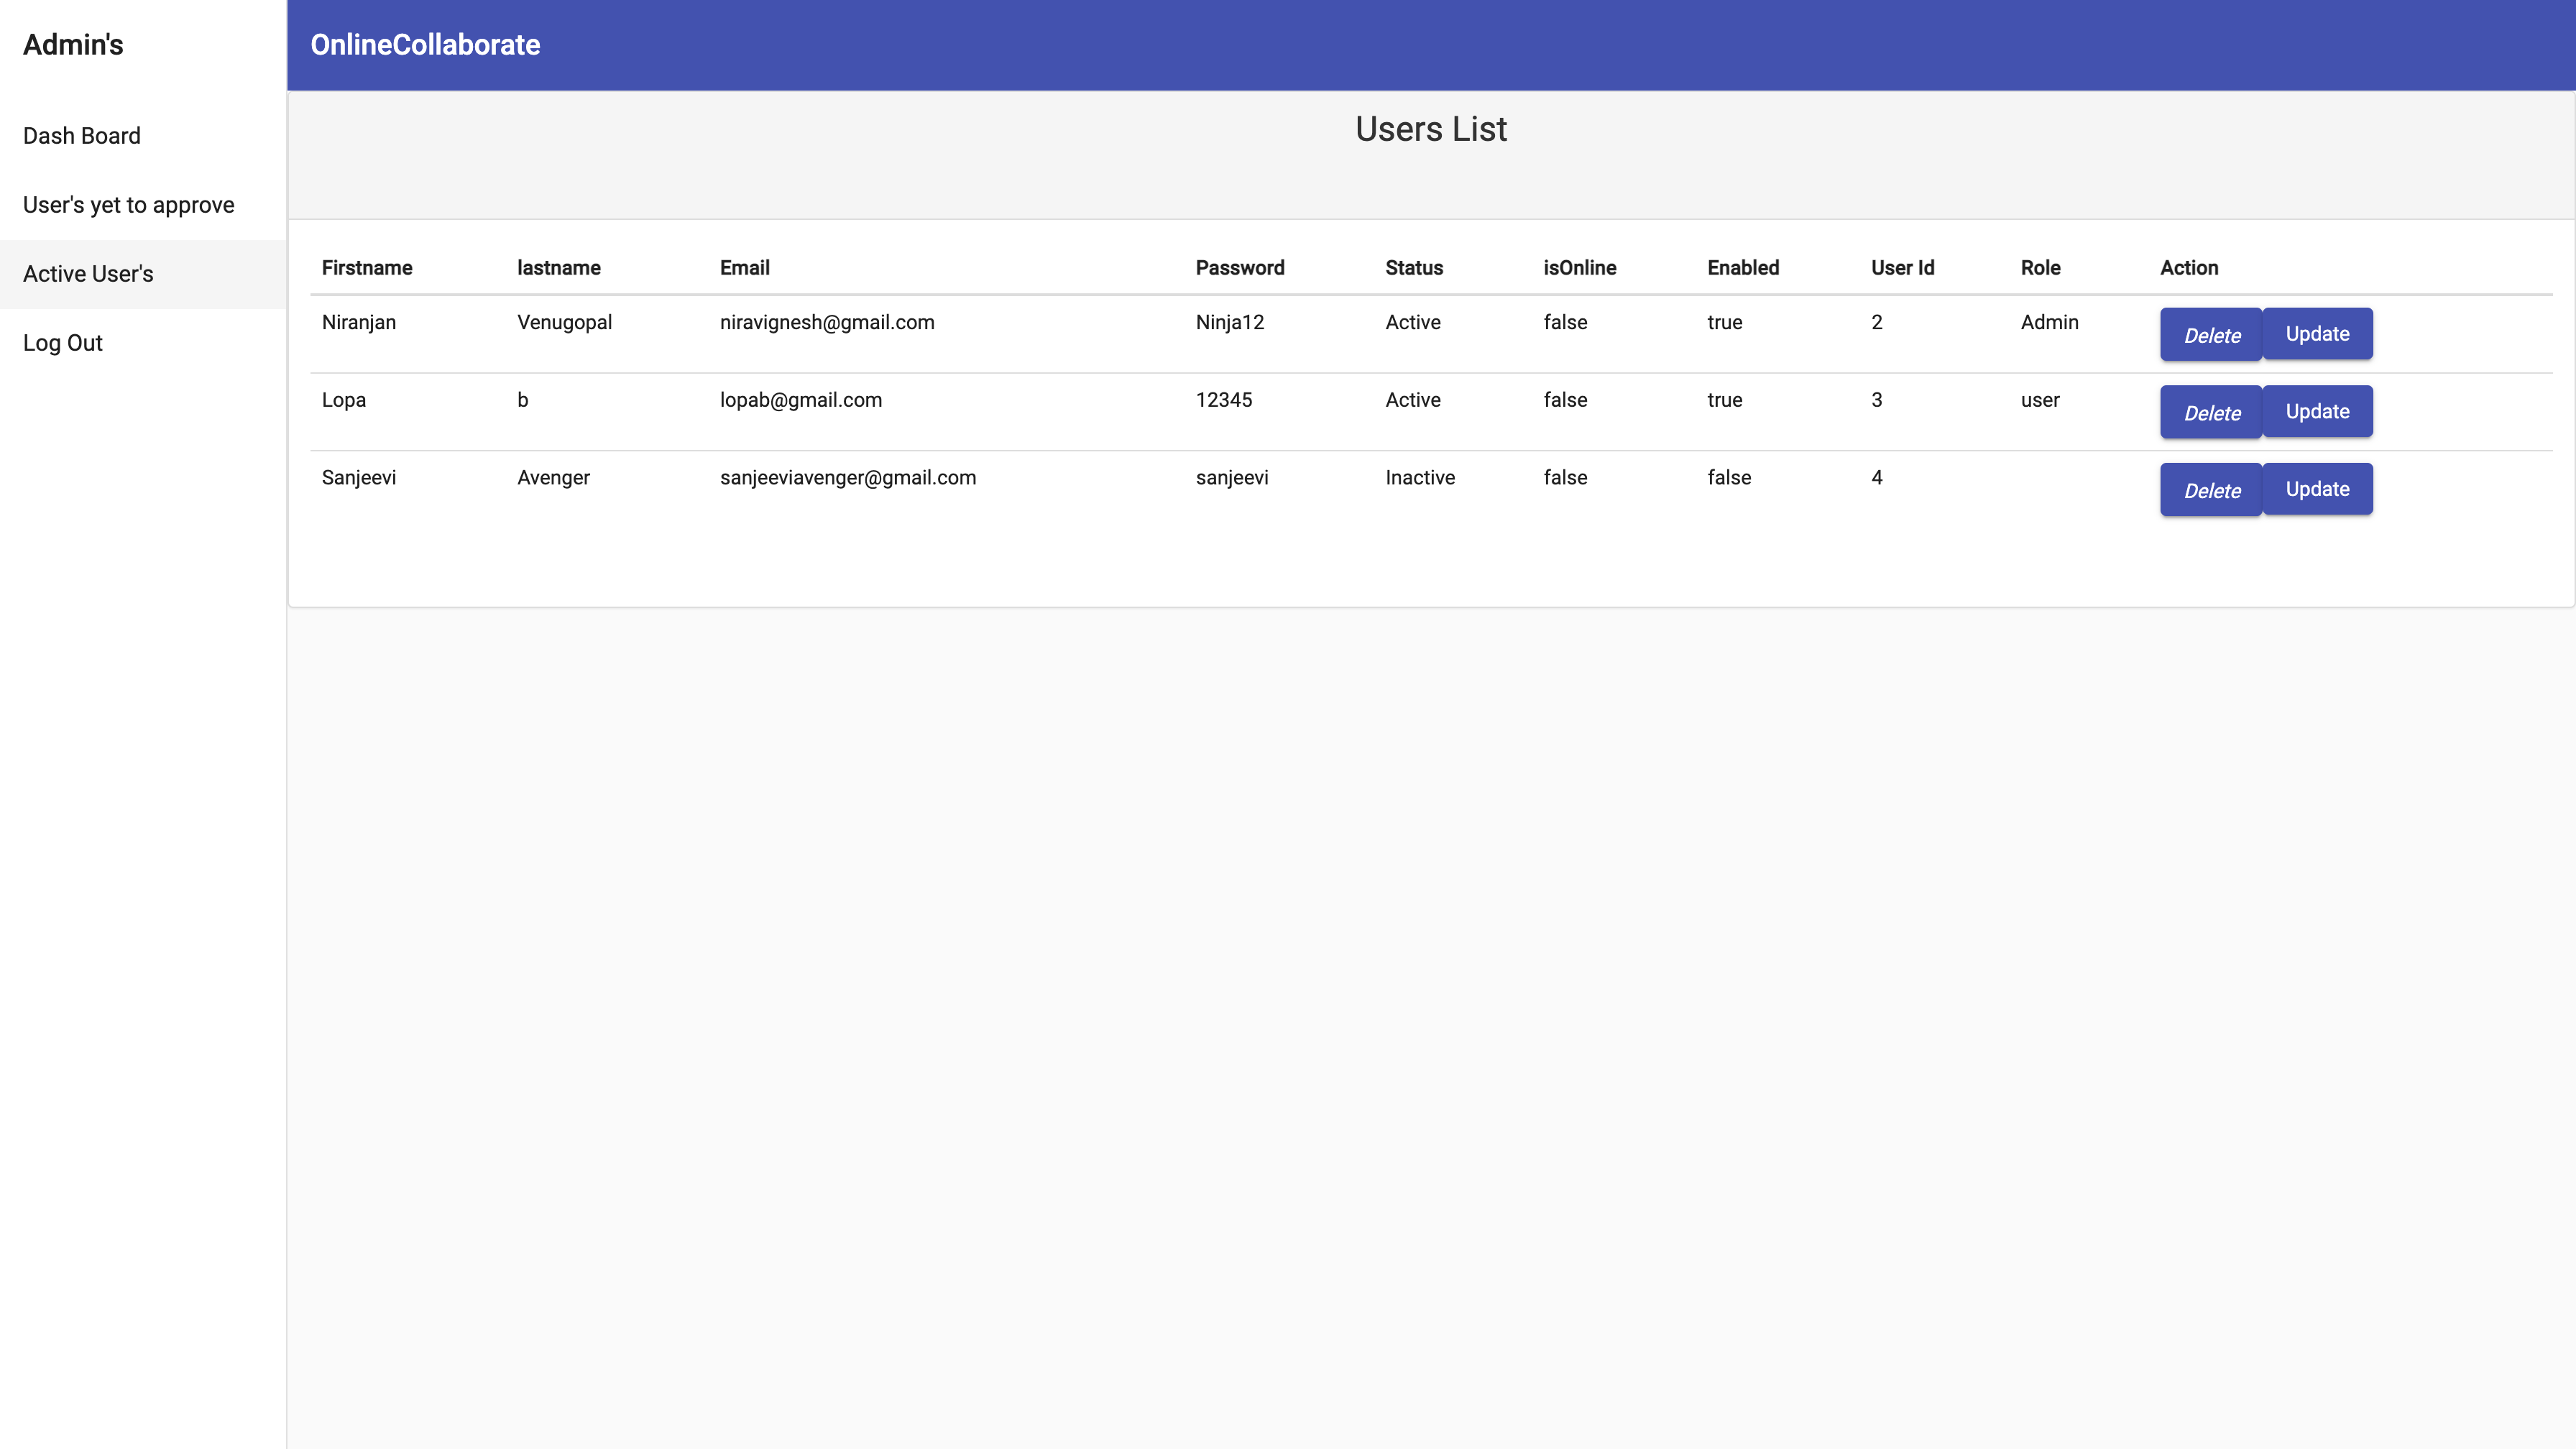 Admin's
OnlineCollaborate
Dash Board
User's yet to approve
Active User's
Log Out
Users List
Firstname lastname Email Password Status isOnline Enabled User Id Role Action
Niranjan Venugopal niravignesh@gmail.com Ninja12 Active false true 2 Admin Delete Update
Lopa b lopab@gmail.com 12345 Active false true 3 user Delete Update
Sanjeevi Avenger sanjeeviavenger@gmail.com sanjeevi Inactive false false 4 Delete Update